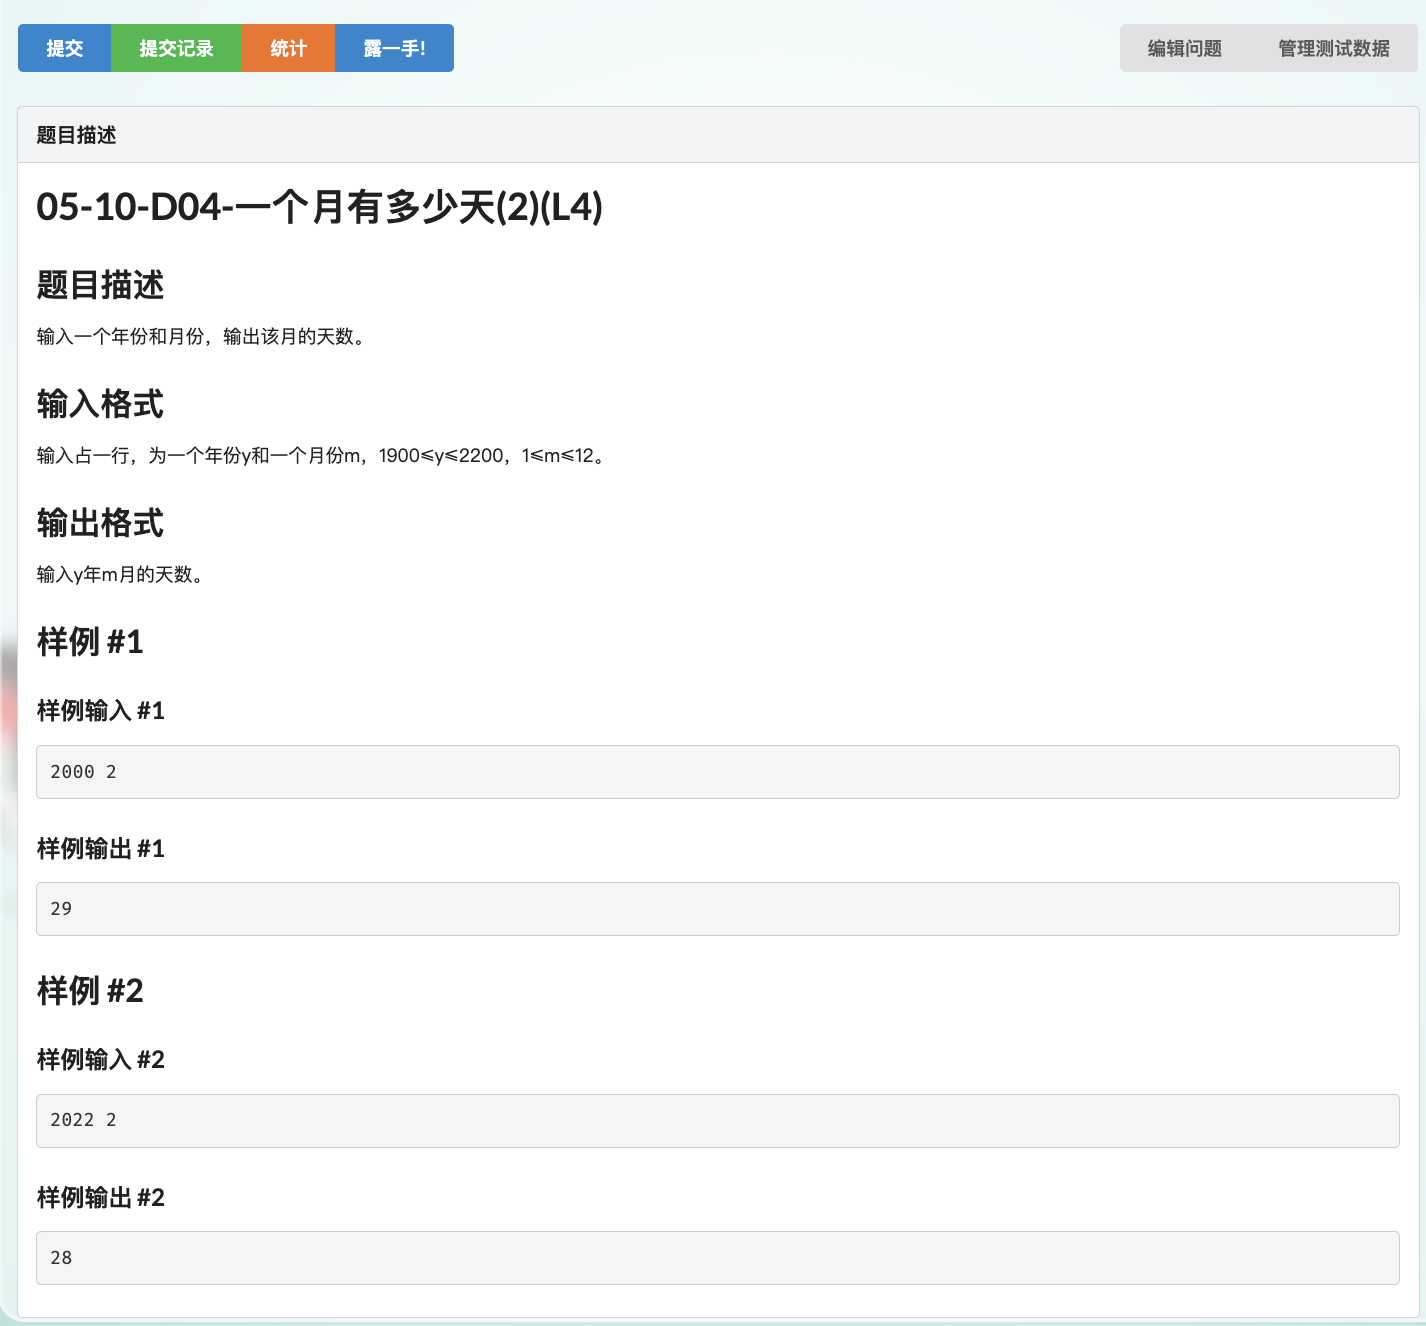 提交 提交记录 统计 露一手! 编辑问题 管理测试数据
题目描述
05-10-D04-一个月有多少天(2)(L4)
题目描述
输入一个年份和月份，输出该月的天数。
输入格式
输入占一行，为一个年份y和一个月份m，1900≤y≤2200，1≤m≤12。
输出格式
输入y年m月的天数。
样例 #1
样例输入 #1
2000 2
样例输出 #1
29
样例 #2
样例输入 #2
2022 2
样例输出 #2
28